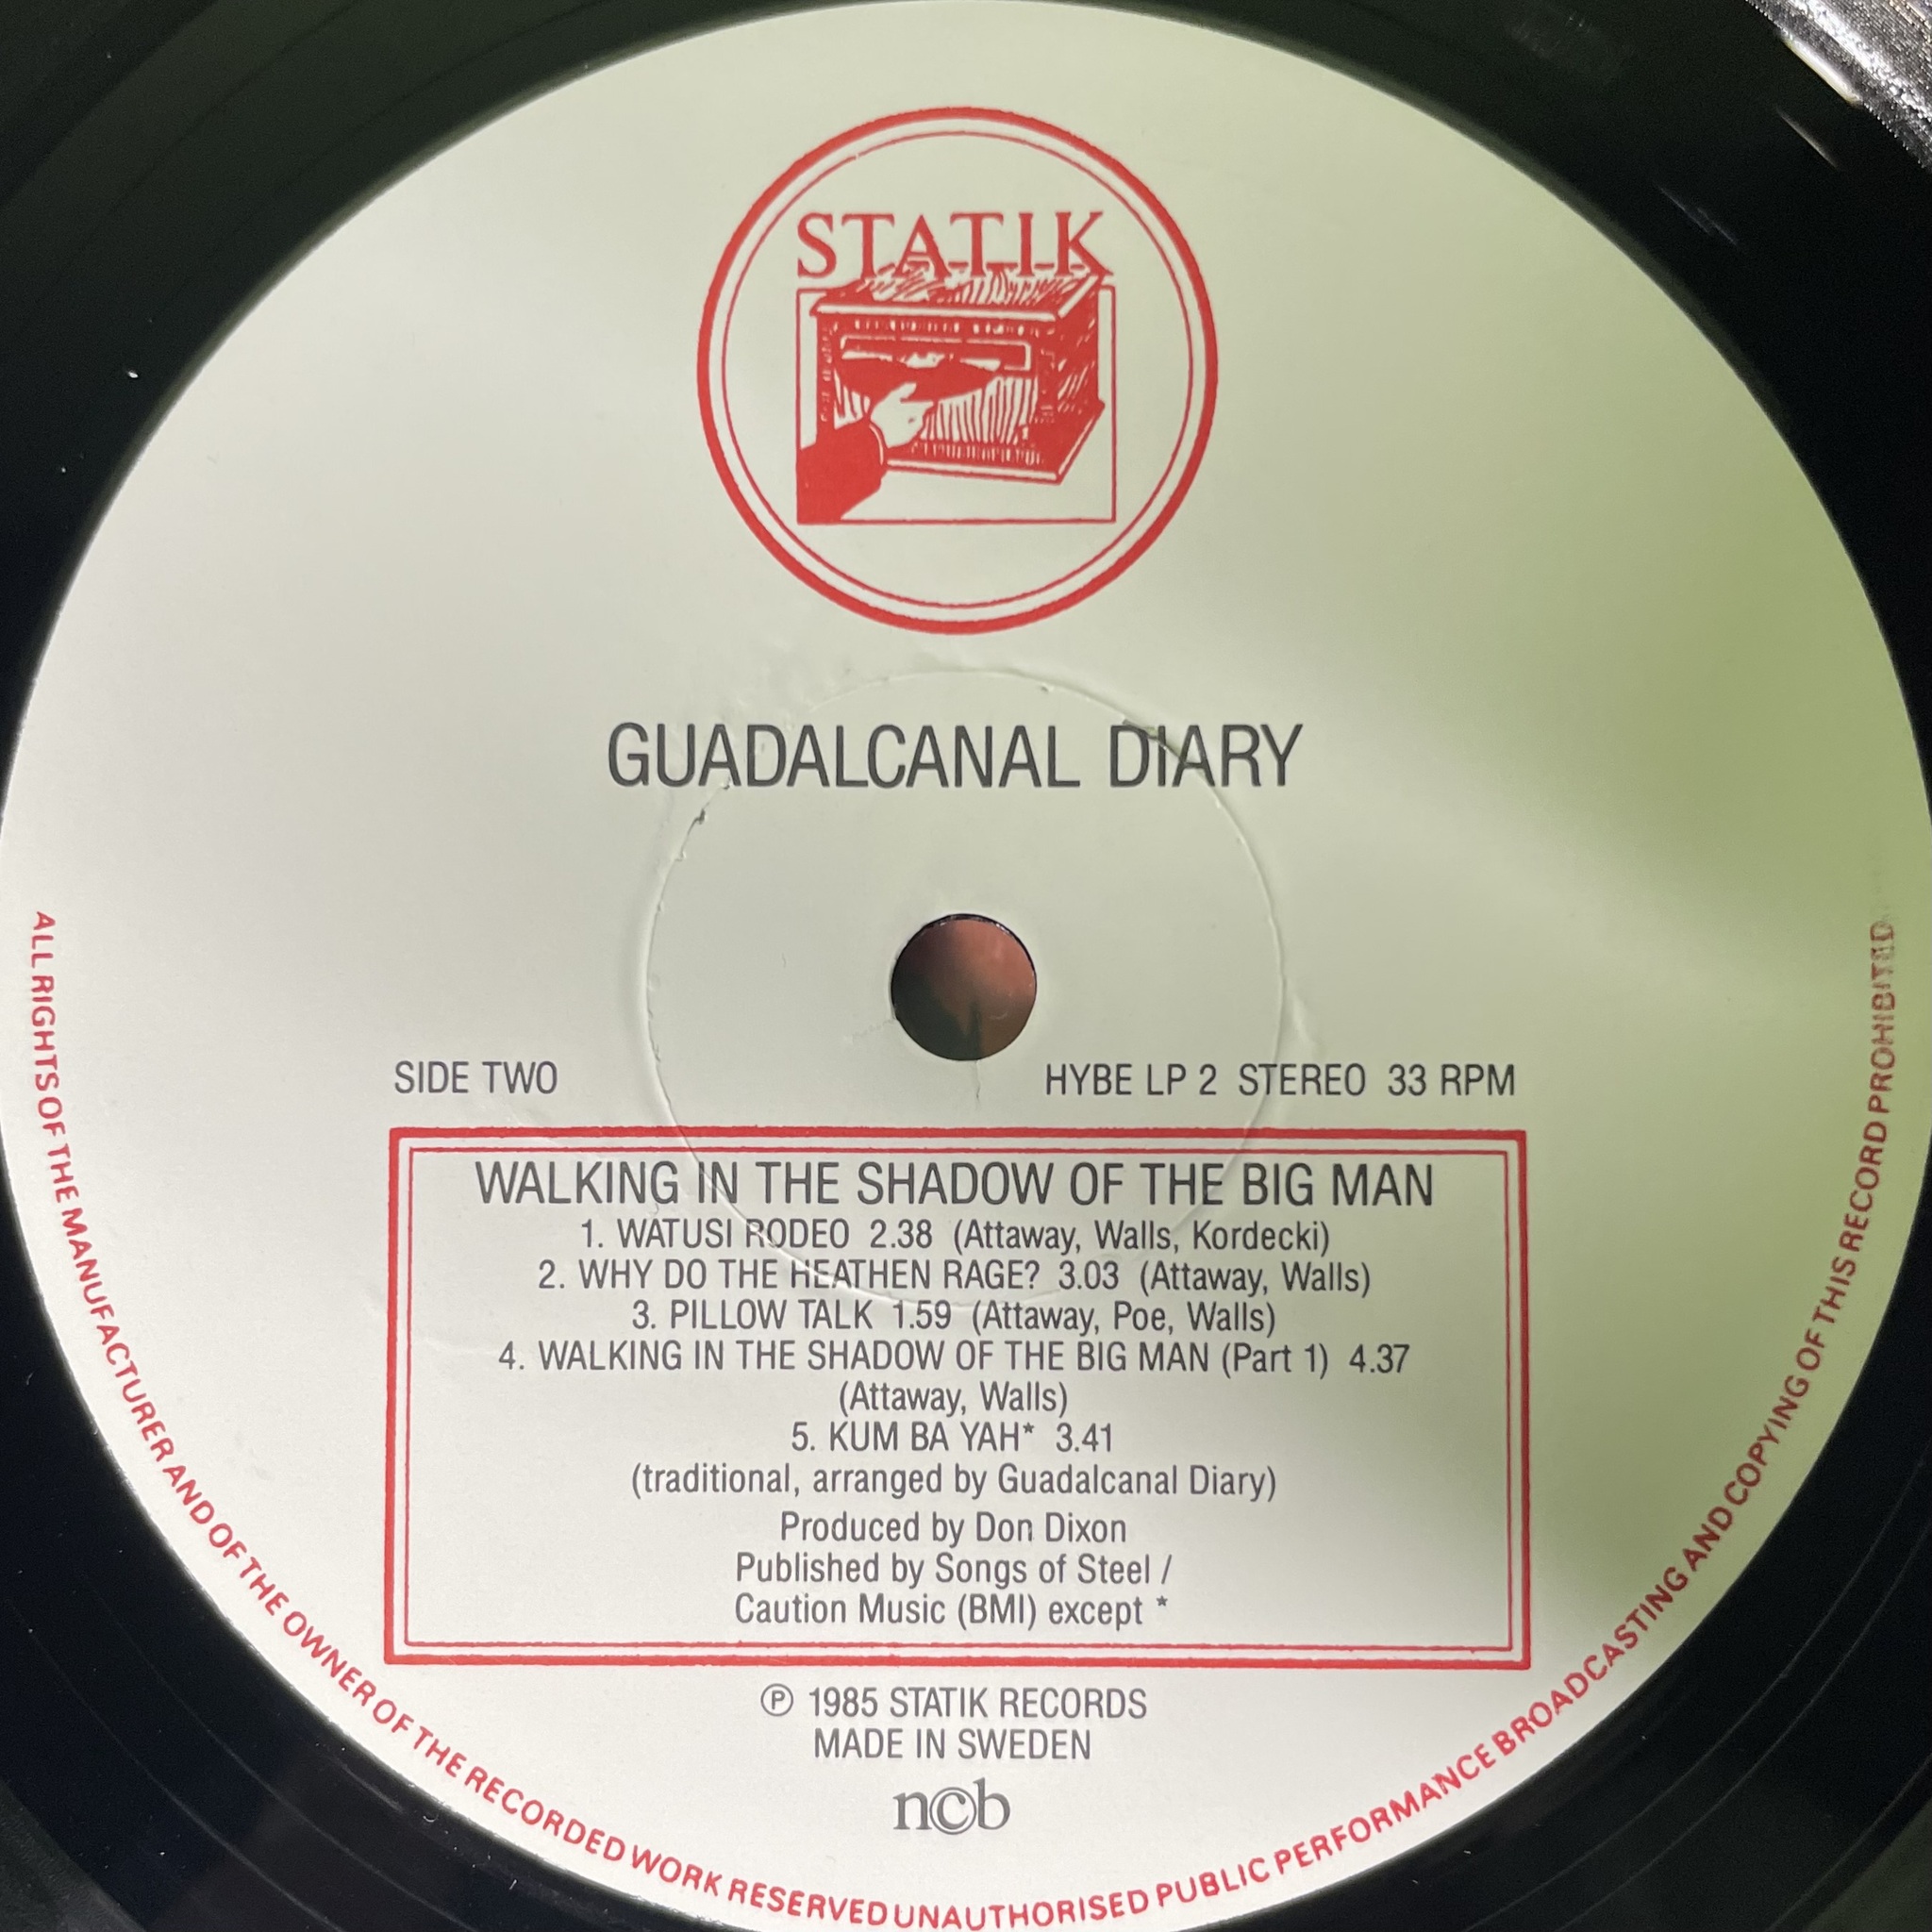 STATIK
GUADALCANAL DIARY
SIDE TWO
HYBE LP 2 STEREO 33 RPM
WALKING IN THE SHADOW OF THE BIG MAN
1. WATUSI RODEO 2.38 (Attaway, Walls, Kordecki)
2. WHY DO THE HEATHEN RAGE? 3.03 (Attaway, Walls)
3. PILLOW TALK 1.59 (Attaway, Poe, Walls)
4. WALKING IN THE SHADOW OF THE BIG MAN (Part 1) 4.37
(Attaway, Walls)
5. KUM BA YAH* 3.41
(traditional, arranged by Guadalcanal Diary)
Produced by Don Dixon
Published by Songs of Steel /
Caution Music (BMI) except *
Ⓟ 1985 STATIK RECORDS
MADE IN SWEDEN
n©b
ALL RIGHTS OF THE MANUFACTURER AND OF THE OWNER OF THE RECORDED WORK RESERVED UNAUTHORISED PUBLIC PERFORMANCE BROADCASTING AND COPYING OF THIS RECORD PROHIBITED